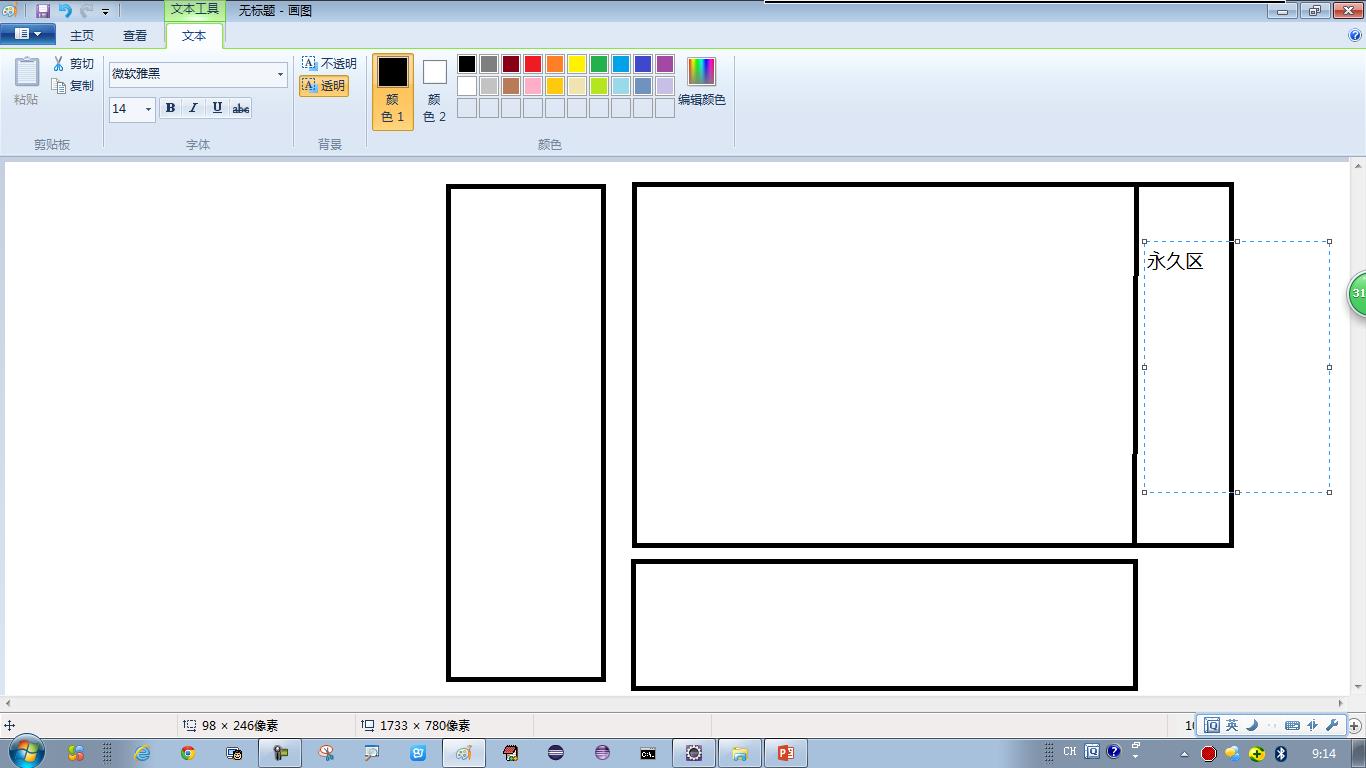 文本工具
无标题 - 画图
主页
查看
文本
粘贴
剪切
复制
剪贴板
微软雅黑
14
B I U abc
字体
不透明
透明
背景
颜
色 1
颜
色 2
编辑颜色
颜色
永久区
31
98 × 246像素
1733 × 780像素
英
CH
9:14